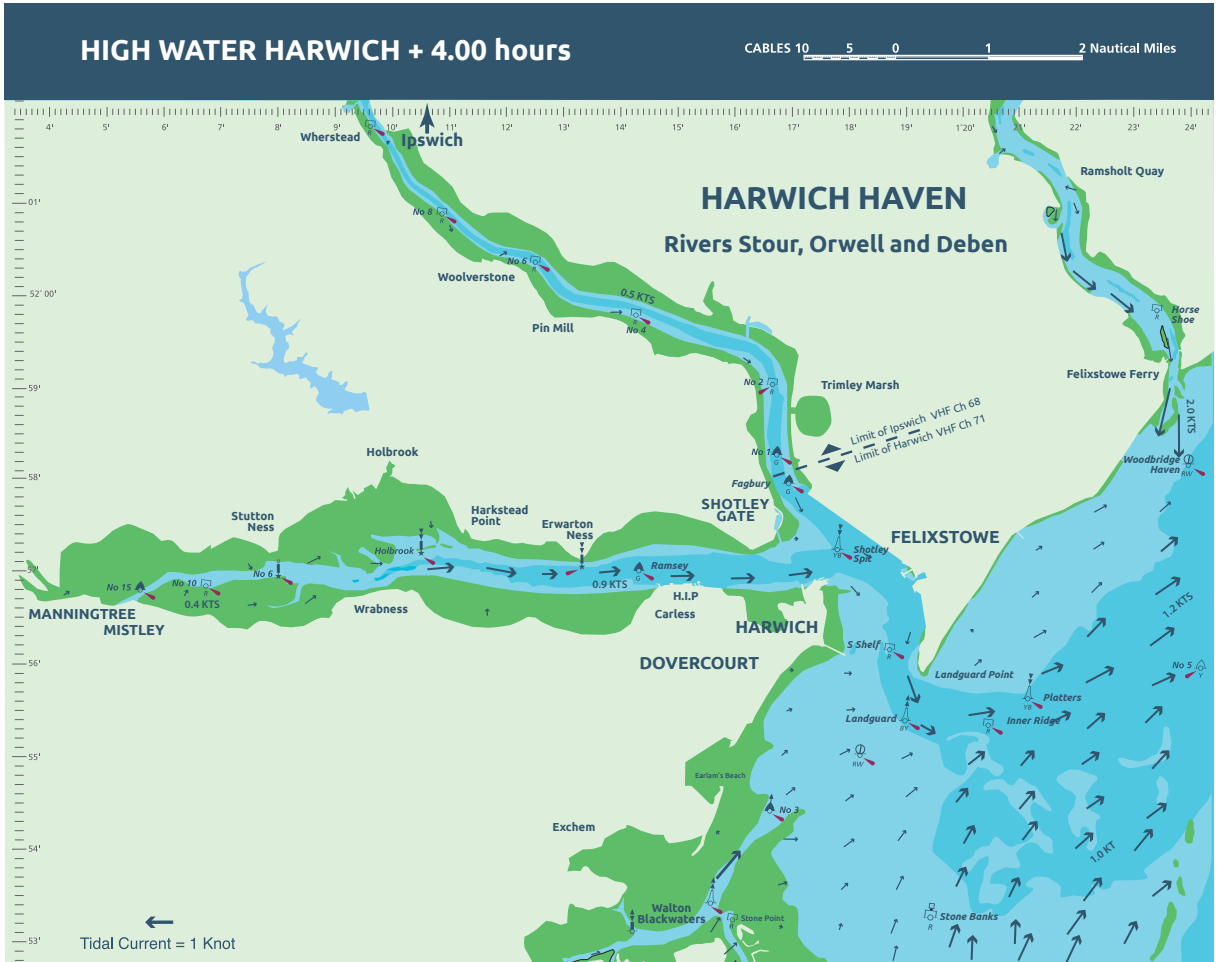 HIGH WATER HARWICH + 4.00 hours
CABLES 10 5 0 1 2 Nautical Miles
4' 5' 6' 7' 8' 9' 10' 11' 12' 13' 14' 15' 16' 17' 18' 19' 1°20' 21' 22' 23' 24'
Wherstead
R
Ipswich
Ramsholt Quay
HARWICH HAVEN
01'
No 8
R
Rivers Stour, Orwell and Deben
No 6
R
Woolverstone
52° 00'
0.5 KTS
Pin Mill
R
No 4
R
Horse
Shoe
Felixstowe Ferry
59'
No 2
R
Trimley Marsh
2.0 KTS
Limit of Ipswich VHF Ch 68
Limit of Harwich VHF Ch 71
Holbrook
No 1
G
Woodbridge
Haven
RW
58'
Fagbury
G
SHOTLEY
GATE
Stutton
Ness
Harkstead
Point
Erwarton
Ness
FELIXSTOWE
Holbrook
YB
Shotley
Spit
57'
No 15
No 10
R
No 6
Ramsey
G
0.9 KTS
0.4 KTS
H.I.P
1.2 KTS
MANNINGTREE
MISTLEY
Wrabness
Carless
HARWICH
56'
DOVERCOURT
S Shelf
R
Landguard Point
No 5
Y
Platters
YB
Landguard
BY
Inner Ridge
R
55'
RW
Earlam's Beach
No 3
Exchem
54'
1.0 KT
Walton
Blackwaters
Stone Point
R
Stone Banks
R
53'
Tidal Current = 1 Knot